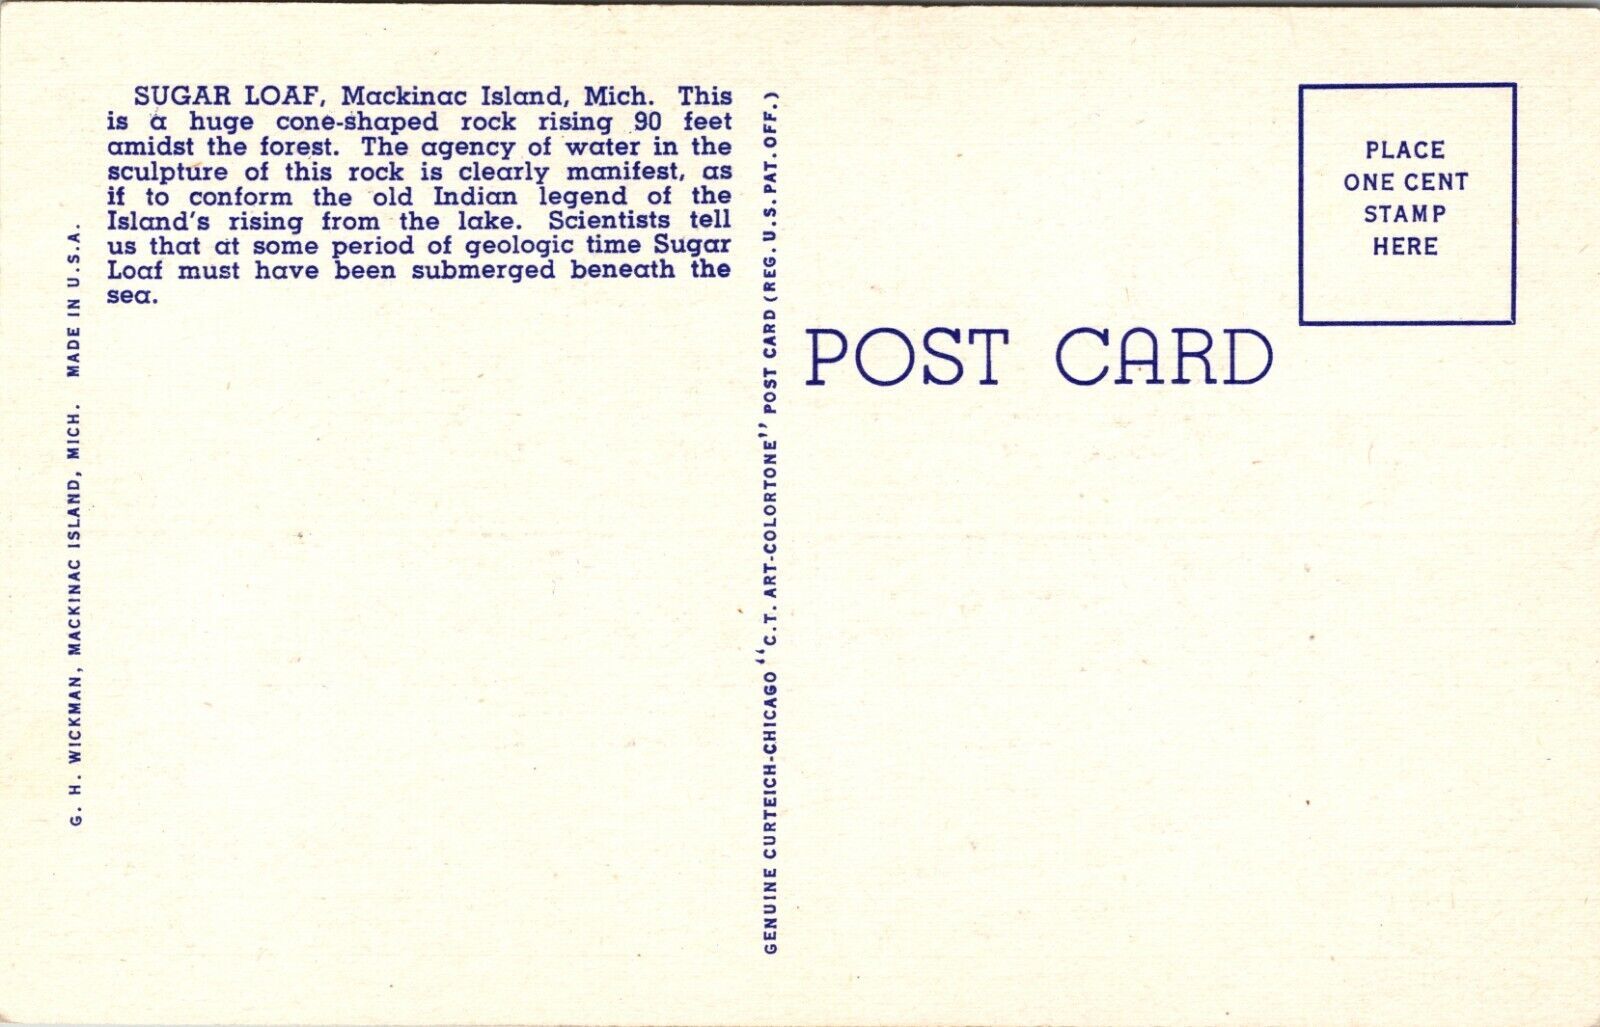 SUGAR LOAF, Mackinac Island, Mich. This
is a huge cone-shaped rock rising 90 feet
amidst the forest. The agency of water in the
sculpture of this rock is clearly manifest, as
if to conform the old Indian legend of the
Island's rising from the lake. Scientists tell
us that at some period of geologic time Sugar
Loaf must have been submerged beneath the
sea.
G. H. WICKMAN, MACKINAC ISLAND, MICH. MADE IN U.S.A.
GENUINE CURTEICH-CHICAGO "C.T. ART-COLORTONE" POST CARD (REG. U.S. PAT. OFF.)
POST CARD
PLACE
ONE CENT
STAMP
HERE